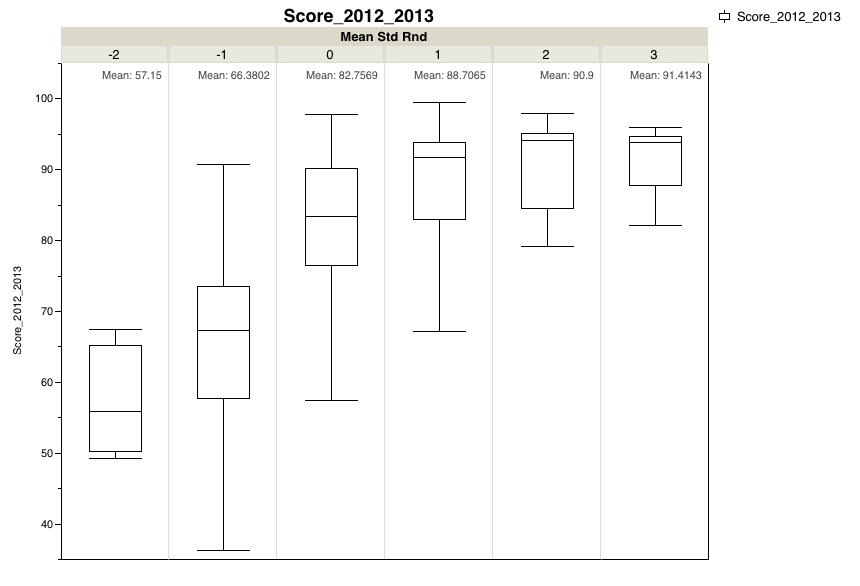 Score_2012_2013
Score_2012_2013
Mean Std Rnd
-2 -1 0 1 2 3
Mean: 57.15 Mean: 66.3802 Mean: 82.7569 Mean: 88.7065 Mean: 90.9 Mean: 91.4143
100
90
80
70
60
50
40
Score_2012_2013